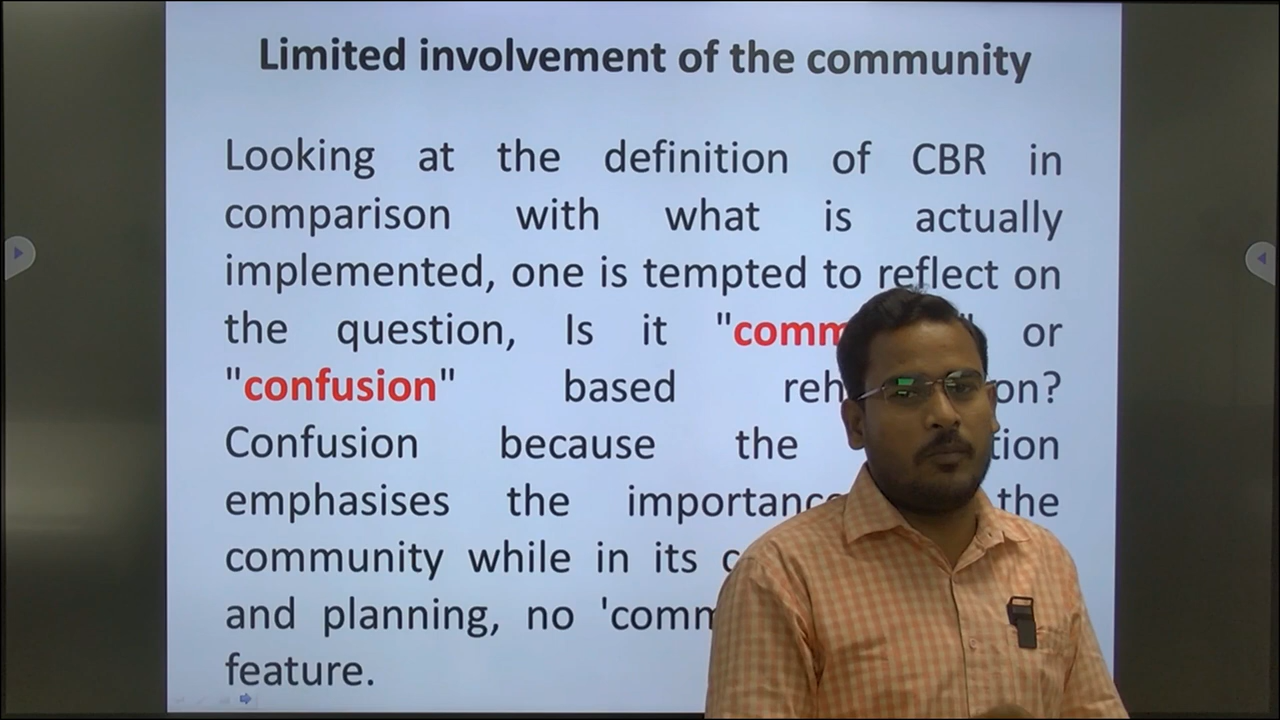 Limited involvement of the community
Looking at the definition of CBR in
comparison with what is actually
implemented, one is tempted to reflect on
the question, Is it "comm " or
"confusion" based reh on?
Confusion because the tion
emphasises the importanc the
community while in its c
and planning, no 'comm
feature.